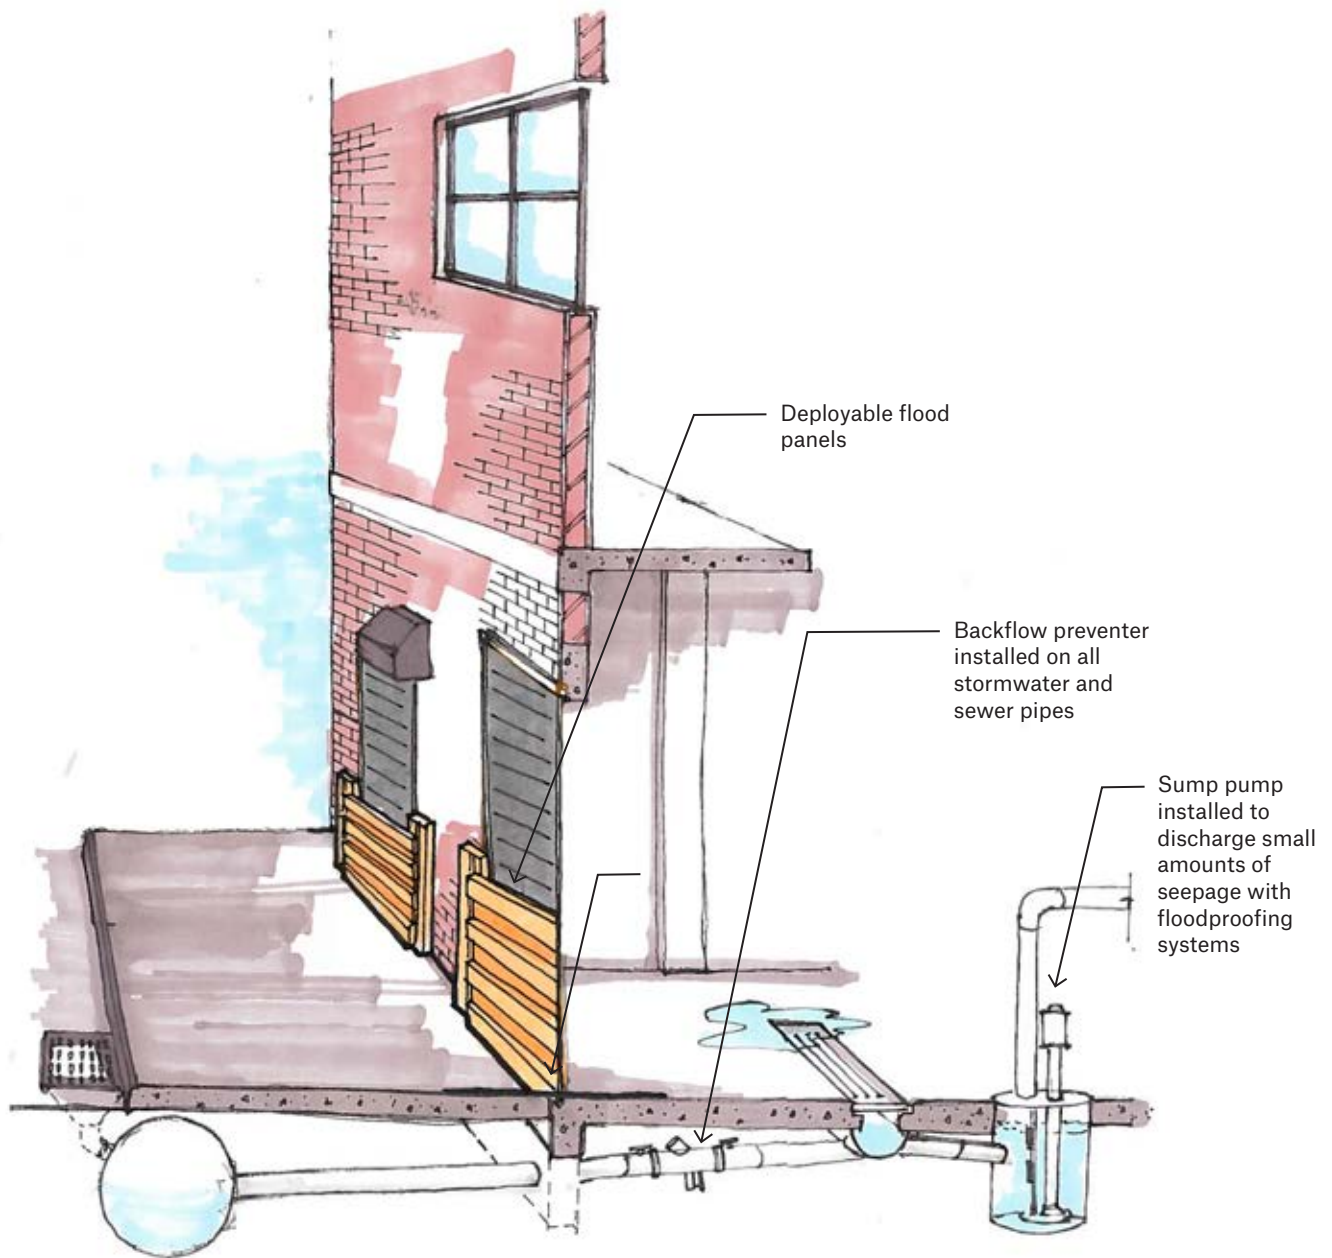 Deployable flood
panels
Backflow preventer
installed on all
stormwater and
sewer pipes
Sump pump
installed to
discharge small
amounts of
seepage with
floodproofing
systems